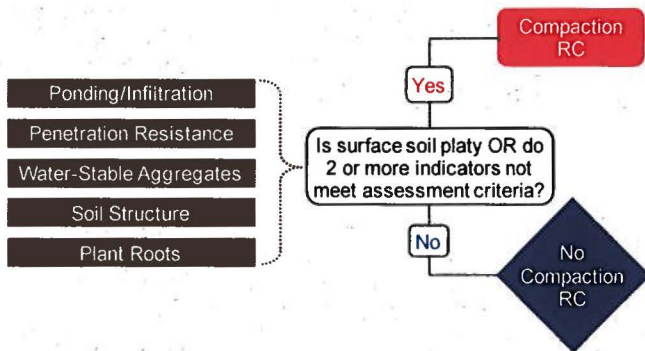 Compaction
RC
Yes
Ponding/Infiltration
Penetration Resistance
Water-Stable Aggregates
Soil Structure
Plant Roots
Is surface soil platy OR do
2 or more indicators not
meet assessment criteria?
No
No
Compaction
RC